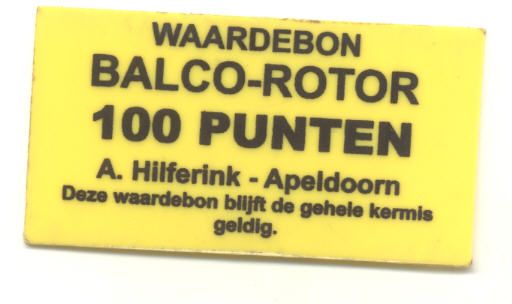 WAARDEBON
BALCO-ROTOR
100 PUNTEN
A. Hilferink - Apeldoorn
Deze waardebon blijft de gehele kermis
geldig.